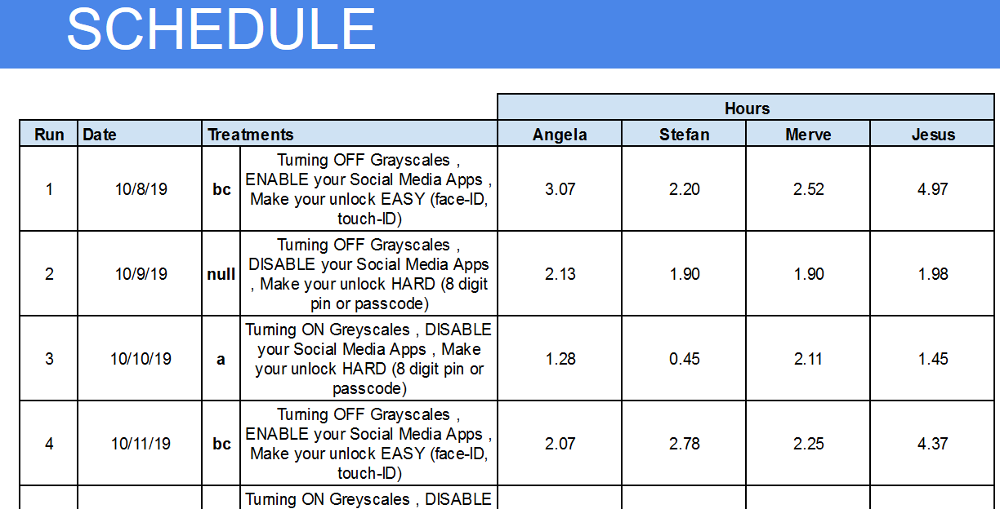 SCHEDULE
Hours
Run Date Treatments Angela Stefan Merve Jesus
Turning OFF Grayscales ,
ENABLE your Social Media Apps ,
1 10/8/19 bc Make your unlock EASY (face-ID, 3.07 2.20 2.52 4.97
touch-ID)
Turning OFF Grayscales ,
DISABLE your Social Media Apps
2 10/9/19 null , Make your unlock HARD (8 digit 2.13 1.90 1.90 1.98
pin or passcode)
Turning ON Greyscales , DISABLE
your Social Media Apps , Make
3 10/10/19 a your unlock HARD (8 digit pin or 1.28 0.45 2.11 1.45
passcode)
Turning OFF Grayscales ,
ENABLE your Social Media Apps ,
4 10/11/19 bc Make your unlock EASY (face-ID, 2.07 2.78 2.25 4.37
touch-ID)
Turning ON Greyscales , DISABLE